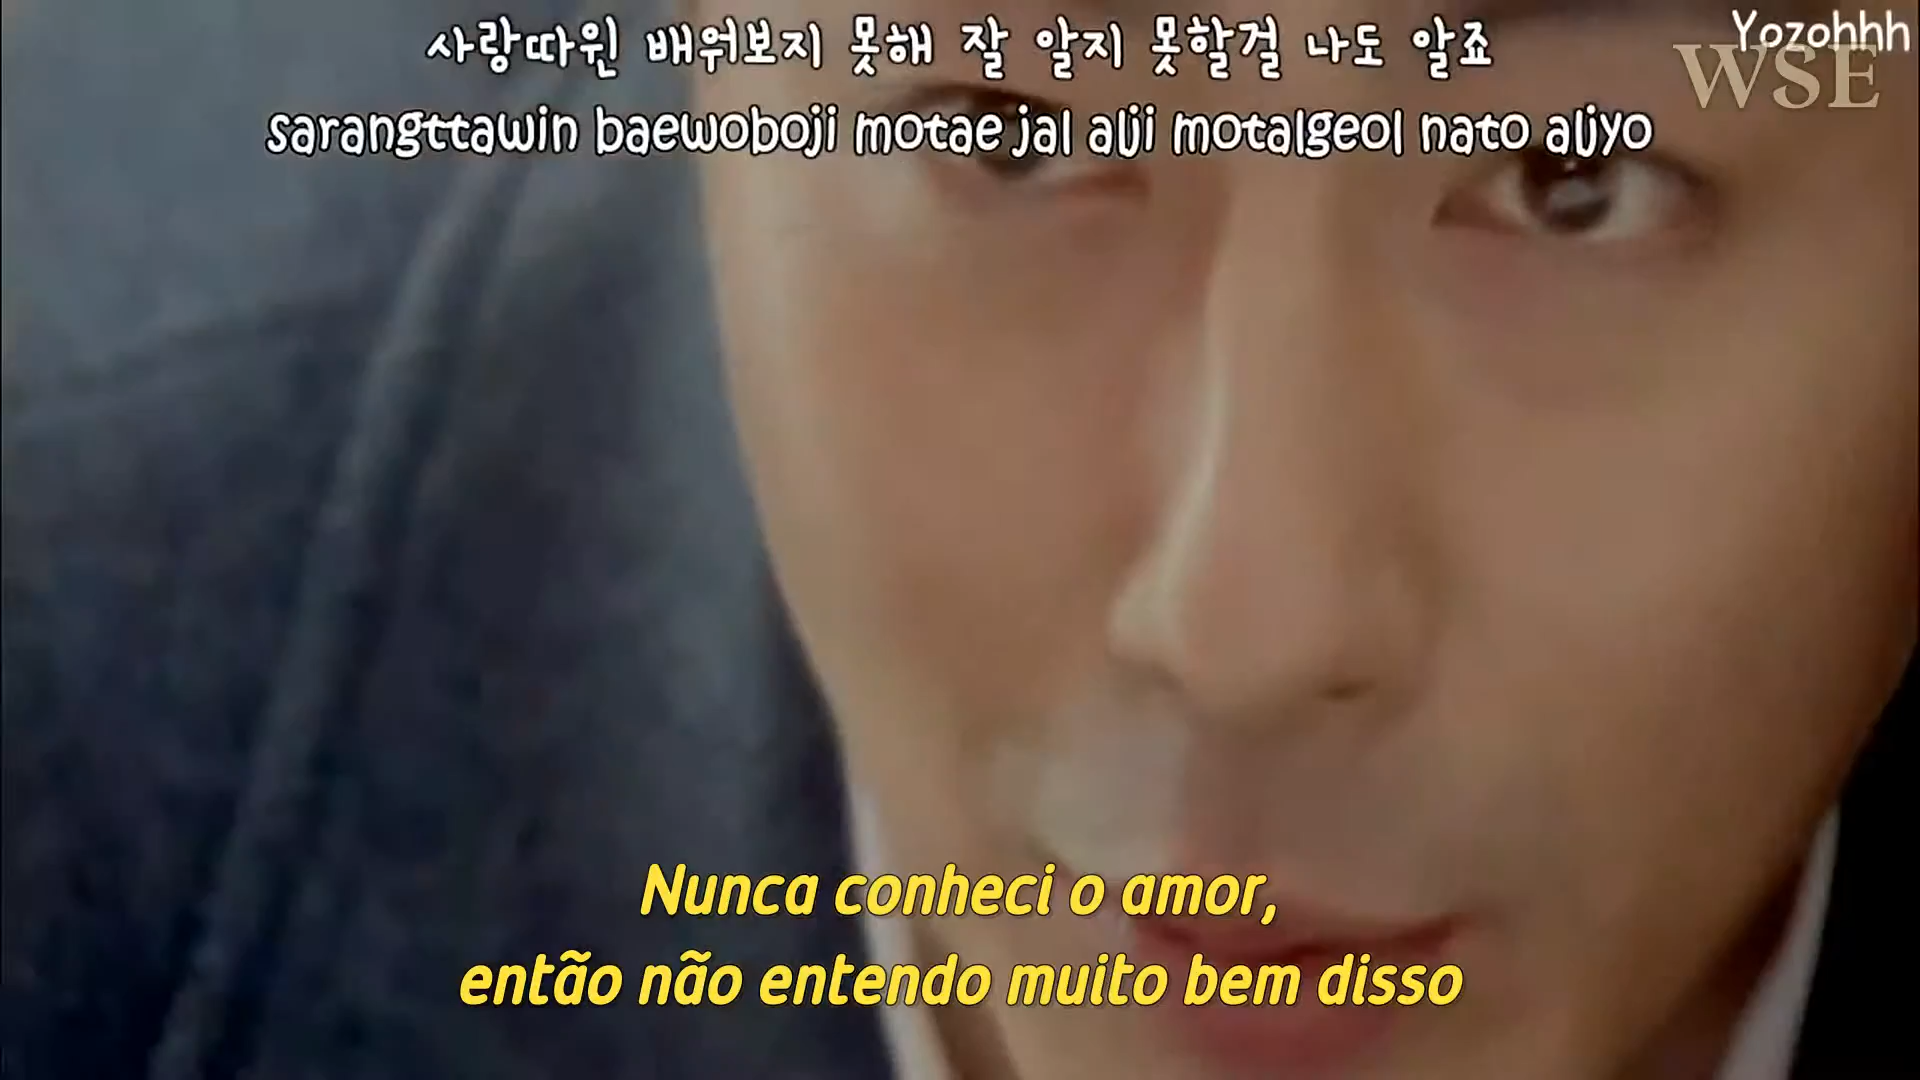 사랑따윈 배워보지 못해 잘 알지 못할걸 나도 알죠
Yozohhh
WSE
sarangttawin baewoboji motae jal alji motalgeol nato aljyo
Nunca conheci o amor,
então não entendo muito bem disso